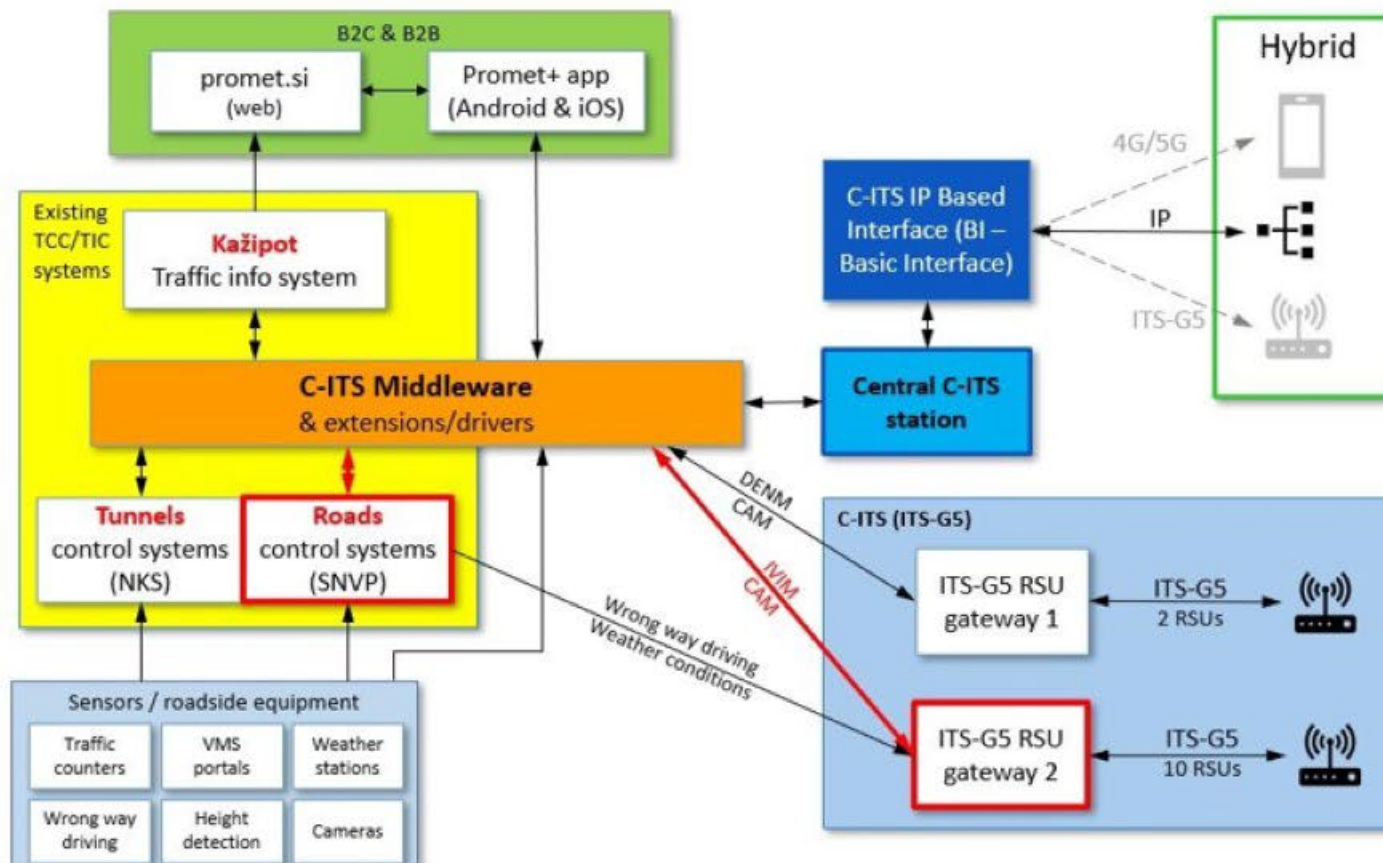 B2C & B2B
promet.si
(web)
Promet+ app
(Android & iOS)
Existing
TCC/TIC
systems
Kažipot
Traffic info system
C-ITS Middleware
& extensions/drivers
Tunnels
control systems
(NKS)
Roads
control systems
(SNVP)
Sensors / roadside equipment
Traffic
counters
VMS
portals
Weather
stations
Wrong way
driving
Height
detection
Cameras
C-ITS IP Based
Interface (BI –
Basic Interface)
Central C-ITS
station
Hybrid
4G/5G
IP
ITS-G5
DENM
CAM
IVIM
CAM
Wrong way driving
Weather conditions
C-ITS (ITS-G5)
ITS-G5 RSU
gateway 1
ITS-G5
2 RSUs
ITS-G5 RSU
gateway 2
ITS-G5
10 RSUs